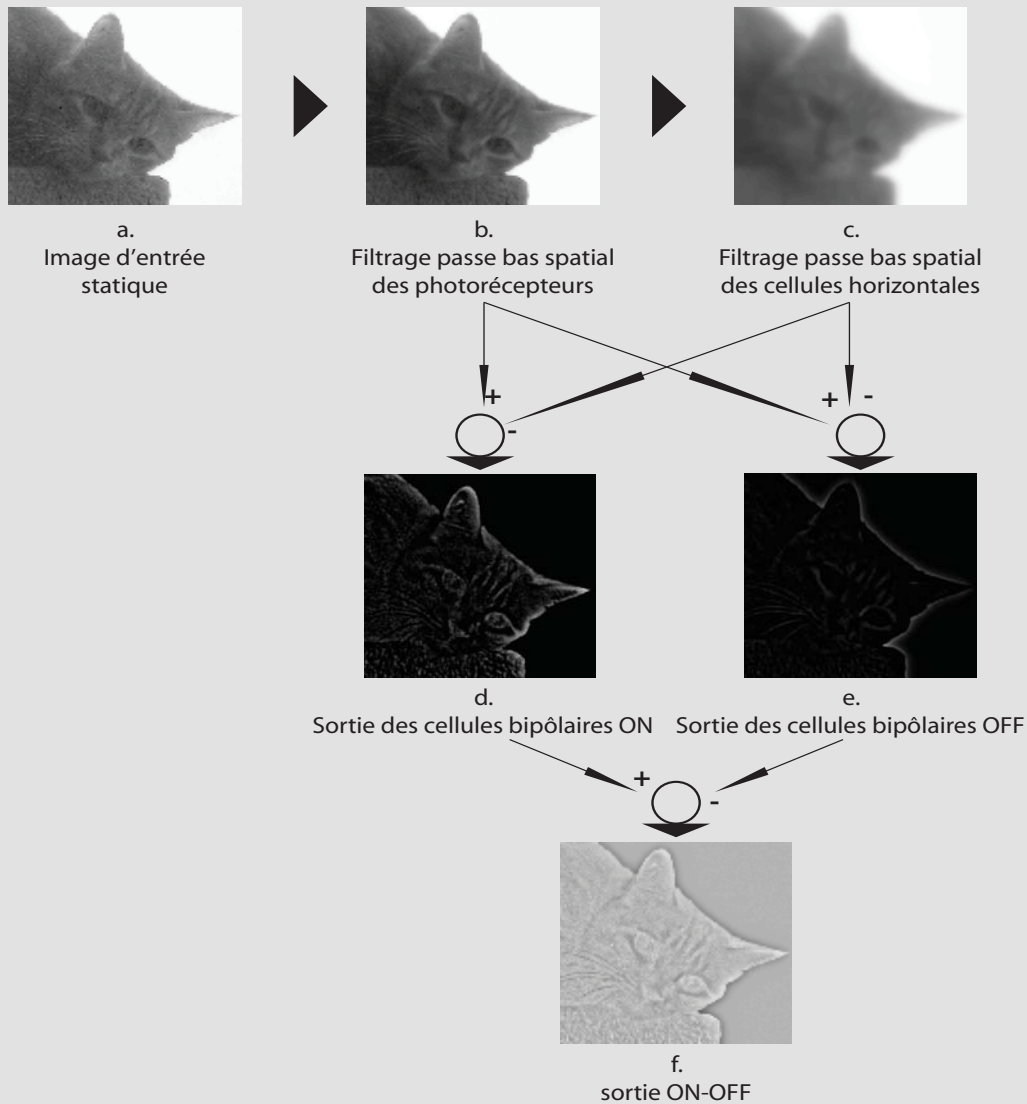 a.
Image d'entrée
statique
b.
Filtrage passe bas spatial
des photorécepteurs
c.
Filtrage passe bas spatial
des cellules horizontales
+
-
+
-
d.
Sortie des cellules bipôlaires ON
e.
Sortie des cellules bipôlaires OFF
+
-
f.
sortie ON-OFF